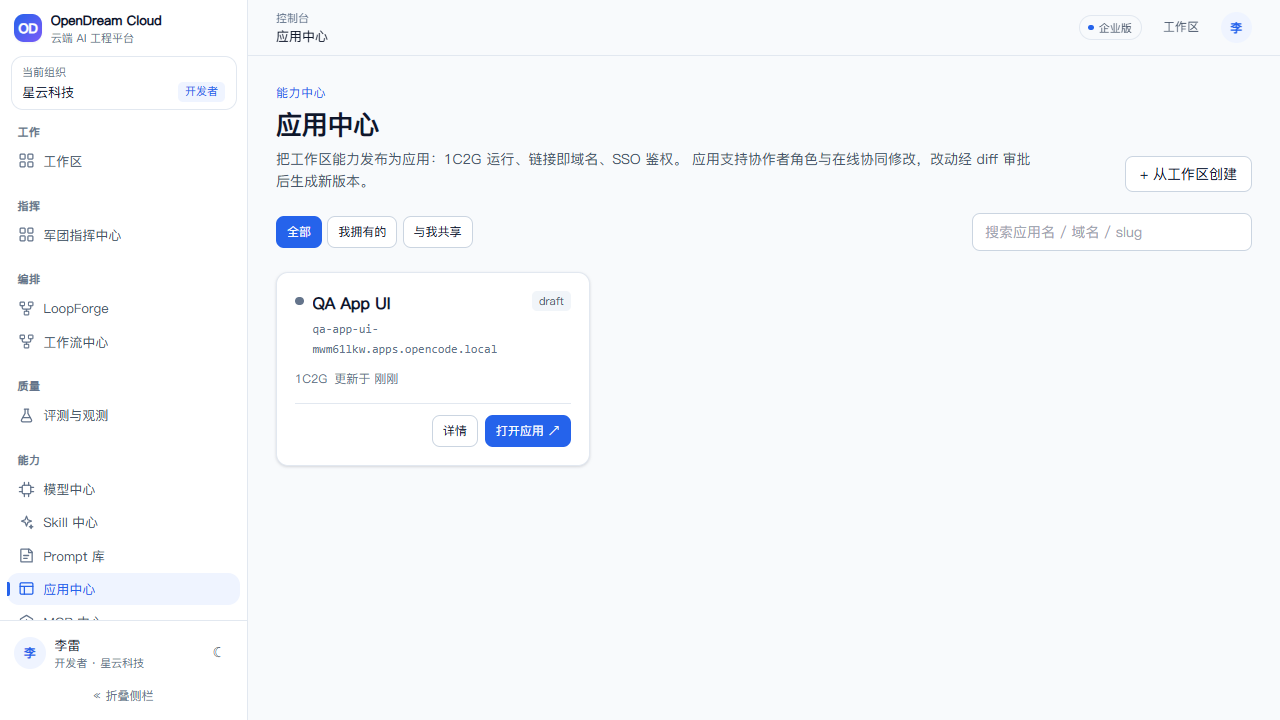 OD
OpenDream Cloud
云端 AI 工程平台
当前组织
星云科技
开发者
工作
工作区
指挥
军团指挥中心
编排
LoopForge
工作流中心
质量
评测与观测
能力
模型中心
Skill 中心
Prompt 库
应用中心
李
李雷
开发者 · 星云科技
« 折叠侧栏
控制台
应用中心
企业版
工作区
李
能力中心
应用中心
把工作区能力发布为应用：1C2G 运行、链接即域名、SSO 鉴权。 应用支持协作者角色与在线协同修改，改动经 diff 审批
后生成新版本。
+ 从工作区创建
全部
我拥有的
与我共享
搜索应用名 / 域名 / slug
QA App UI
draft
qa-app-ui-
mwm61lkw.apps.opencode.local
1C2G 更新于 刚刚
详情
打开应用 ↗